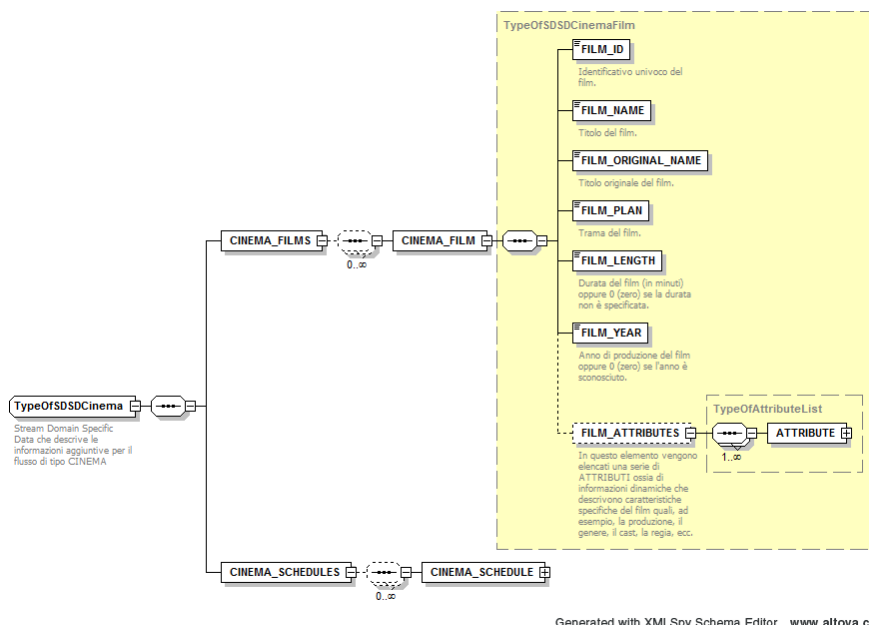 TypeOfSDSDCinemaFilm
FILM_ID
Identificativo univoco del
film.
FILM_NAME
Titolo del film.
FILM_ORIGINAL_NAME
Titolo originale del film.
FILM_PLAN
Trama del film.
CINEMA_FILMS
0..∞
CINEMA_FILM
FILM_LENGTH
Durata del film (in minuti)
oppure 0 (zero) se la durata
non è specificata.
FILM_YEAR
Anno di produzione del film
oppure 0 (zero) se l'anno è
sconosciuto.
TypeOfSDSDCinema
Stream Domain Specific
Data che descrive le
informazioni aggiuntive per il
flusso di tipo CINEMA
TypeOfAttributeList
FILM_ATTRIBUTES
1..∞
ATTRIBUTE
In questo elemento vengono
elencati una serie di
ATTRIBUTI ossia di
informazioni dinamiche che
descrivono caratteristiche
specifiche del film quali, ad
esempio, la produzione, il
genere, il cast, la regia, ecc.
CINEMA_SCHEDULES
0..∞
CINEMA_SCHEDULE
Generated with XMLSpy Schema Editor www.altova.c